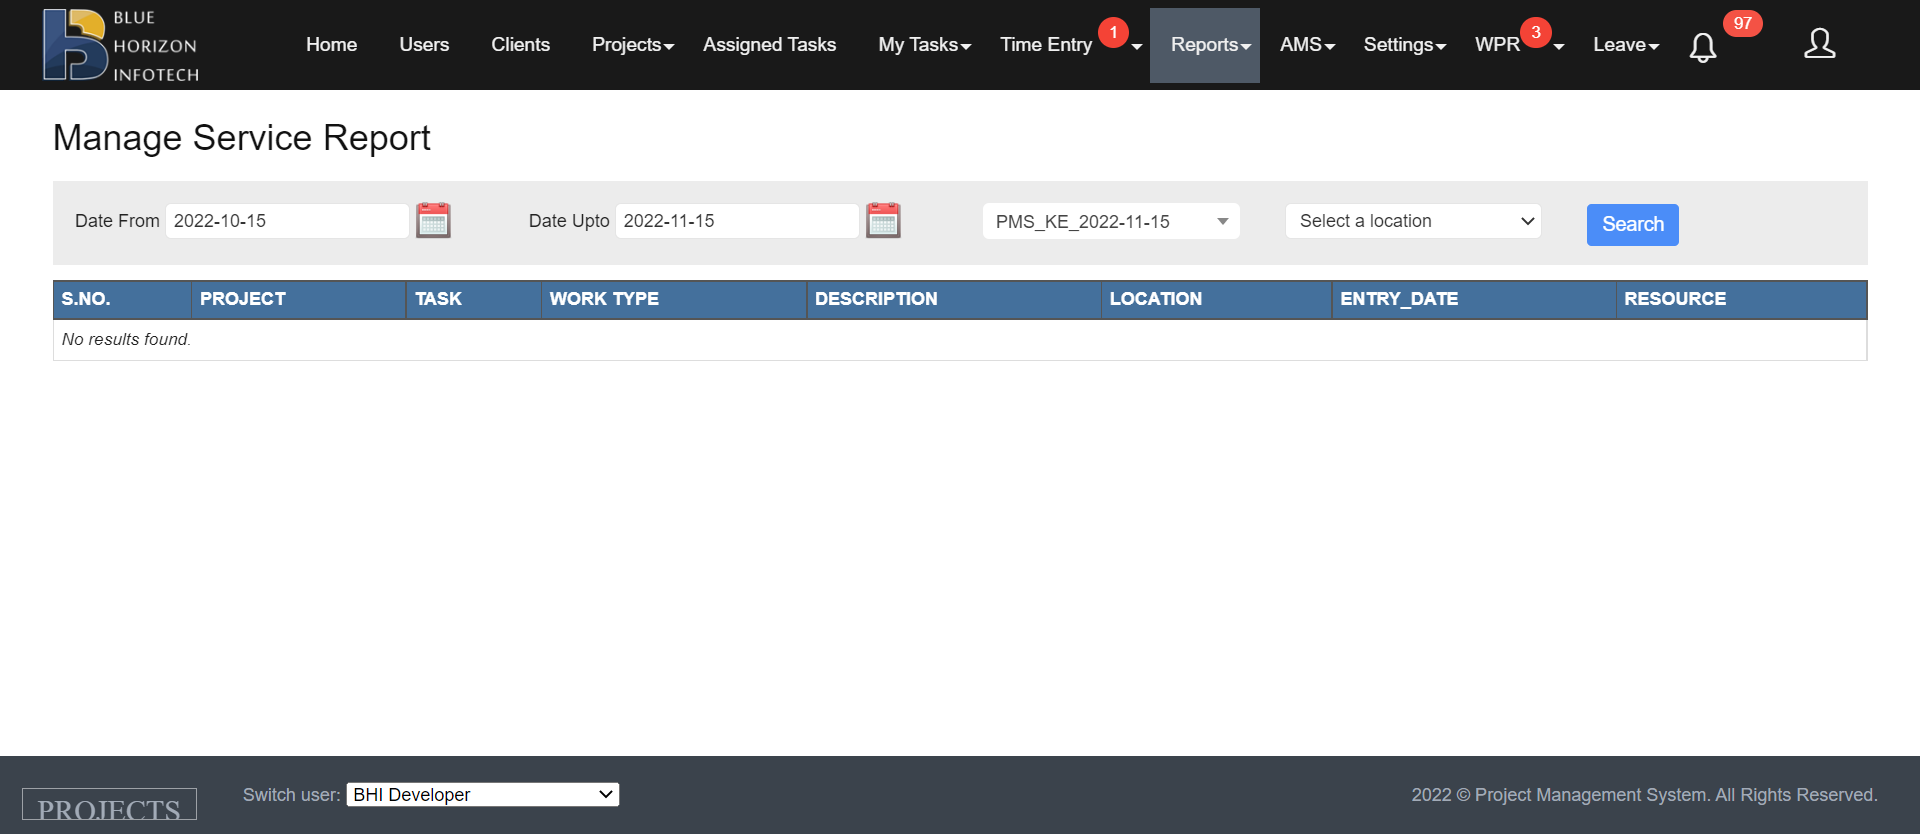 BLUE
HORIZON
INFOTECH
Home Users Clients Projects Assigned Tasks My Tasks Time Entry 1 Reports AMS Settings WPR 3 Leave 97
Manage Service Report
Date From 2022-10-15 Date Upto 2022-11-15 PMS_KE_2022-11-15 Select a location Search
S.NO. PROJECT TASK WORK TYPE DESCRIPTION LOCATION ENTRY_DATE RESOURCE
No results found.
PROJECTS Switch user: BHI Developer 2022 © Project Management System. All Rights Reserved.